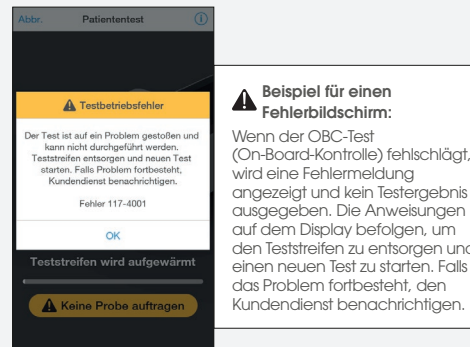 Abbr. Patiententest
Testbetriebsfehler
Der Test ist auf ein Problem gestoßen und
kann nicht durchgeführt werden.
Teststreifen entsorgen und neuen Test
starten. Falls Problem fortbesteht,
Kundendienst benachrichtigen.
Fehler 117-4001
OK
Teststreifen wird aufgewärmt
Keine Probe auftragen
Beispiel für einen
Fehlerbildschirm:
Wenn der OBC-Test
(On-Board-Kontrolle) fehlschlägt,
wird eine Fehlermeldung
angezeigt und kein Testergebnis
ausgegeben. Die Anweisungen
auf dem Display befolgen, um
den Teststreifen zu entsorgen und
einen neuen Test zu starten. Falls
das Problem fortbesteht, den
Kundendienst benachrichtigen.